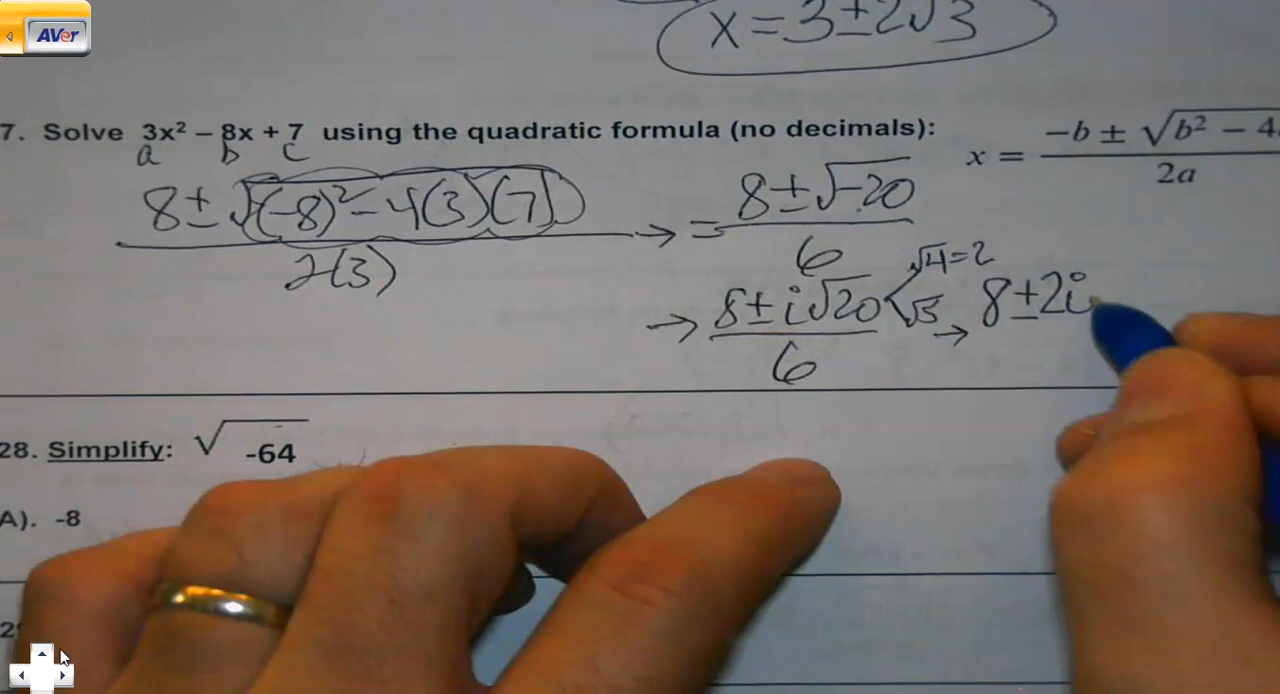 AVer
x = 3 ± 2√3
7. Solve 3x² – 8x + 7 using the quadratic formula (no decimals):
a b c
x = −b ± √b² − 4
2a
8 ± √(-8)² - 4(3)(7)
2(3)
→ = 8 ± √-20
6
→ 8 ± i√20
6
√4 = 2
√5
→ 8 ± 2i
28. Simplify: √-64
A). -8